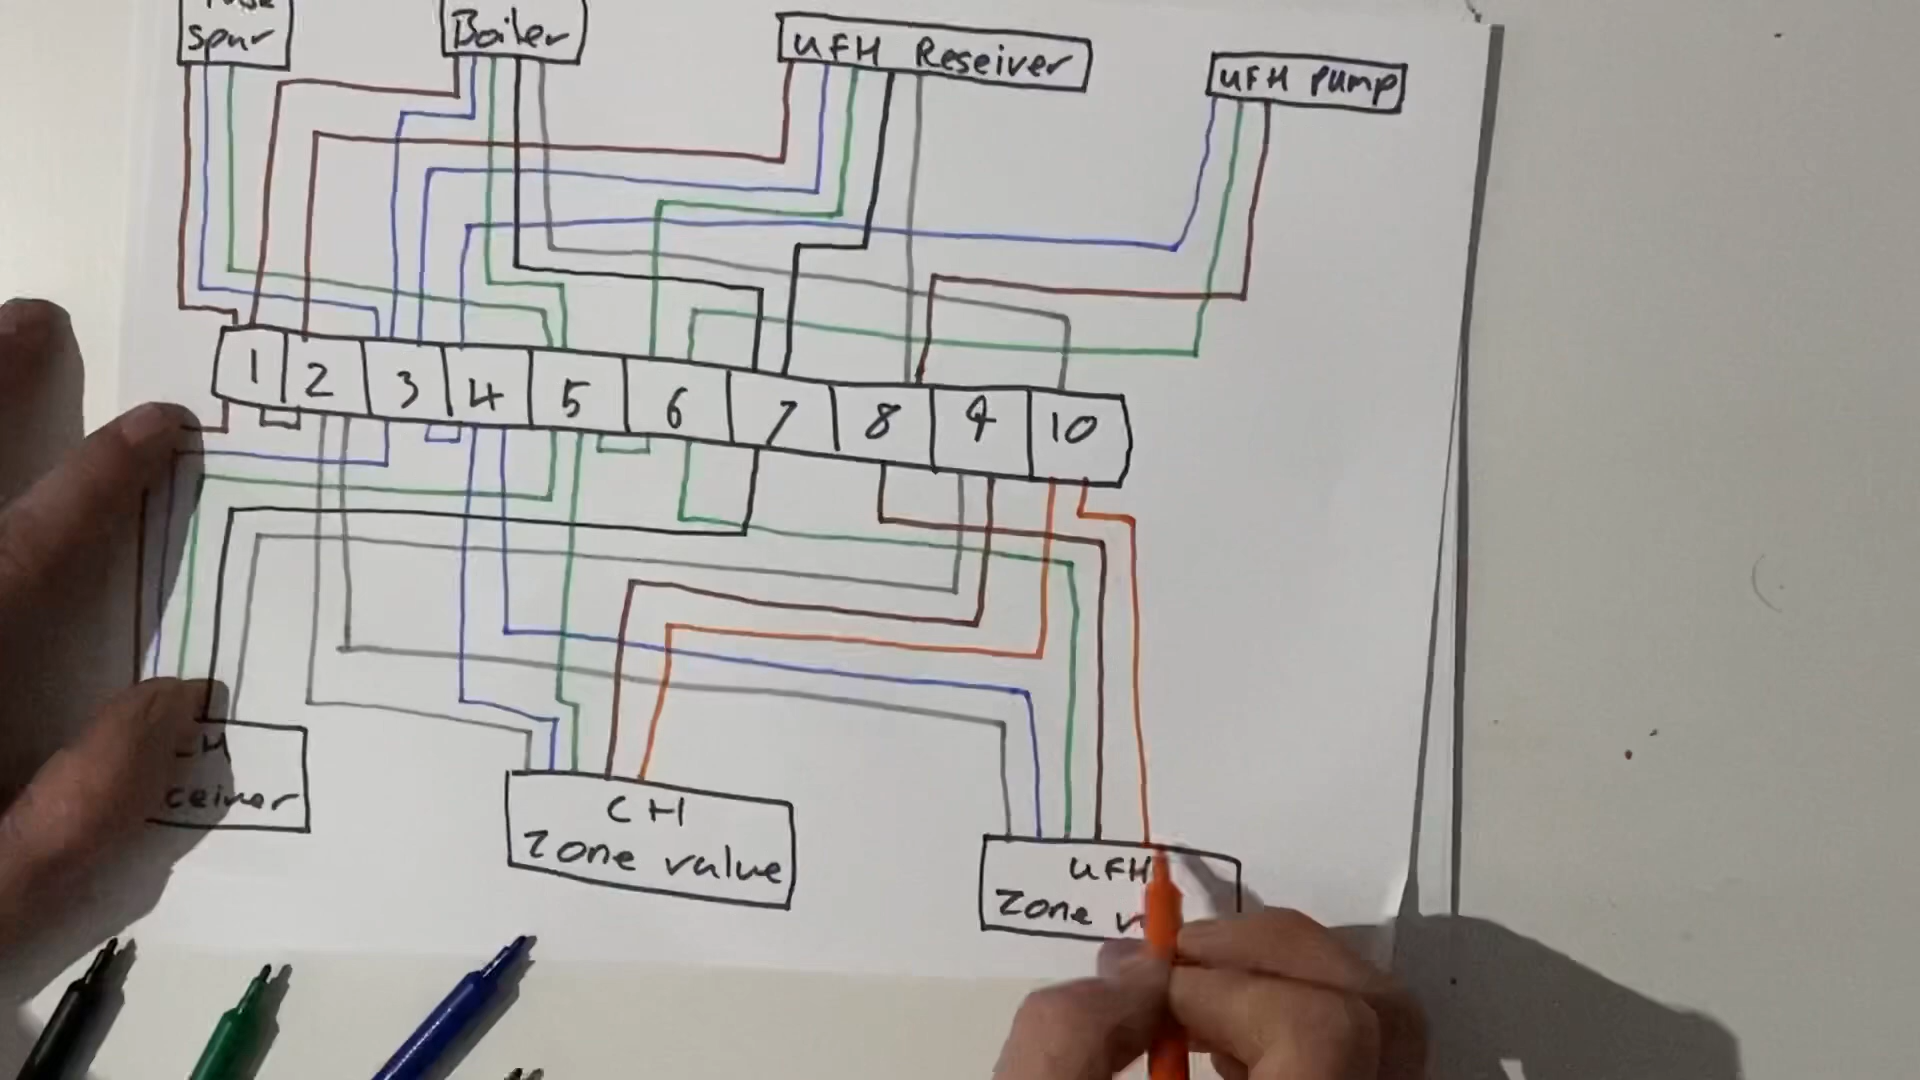 spur
Boiler
UFH Reseiver
UFH Pump
1 2 3 4 5 6 7 8 9 10
CH
Zone value
UFH
Zone